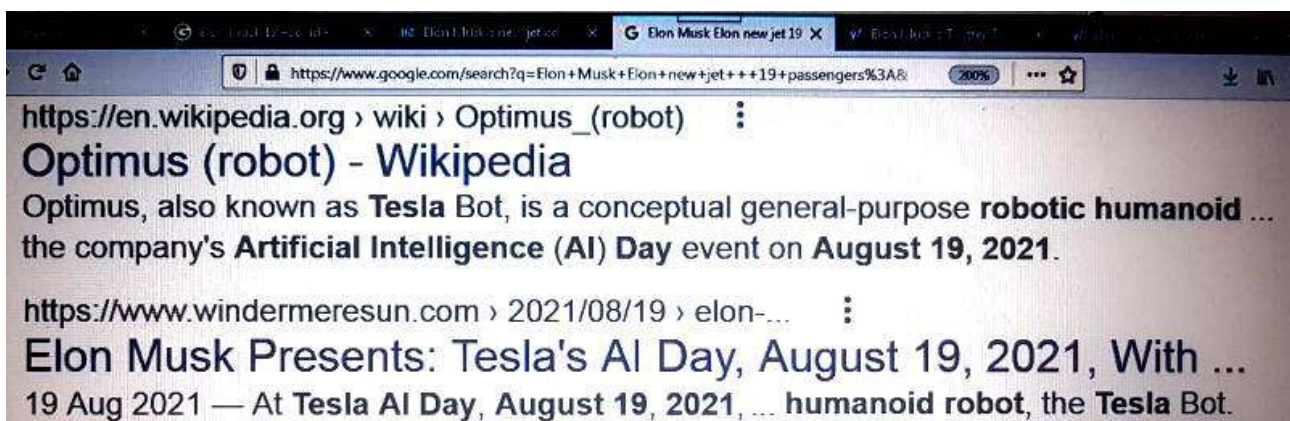 Elon Musk Elon new jet 19
https://www.google.com/search?q=Elon+Musk+Elon+new+jet+++19+passengers%3A& 200%
https://en.wikipedia.org › wiki › Optimus_(robot)
Optimus (robot) - Wikipedia
Optimus, also known as Tesla Bot, is a conceptual general-purpose robotic humanoid ...
the company's Artificial Intelligence (AI) Day event on August 19, 2021.
https://www.windermeresun.com › 2021/08/19 › elon-...
Elon Musk Presents: Tesla's AI Day, August 19, 2021, With ...
19 Aug 2021 — At Tesla AI Day, August 19, 2021, ... humanoid robot, the Tesla Bot.